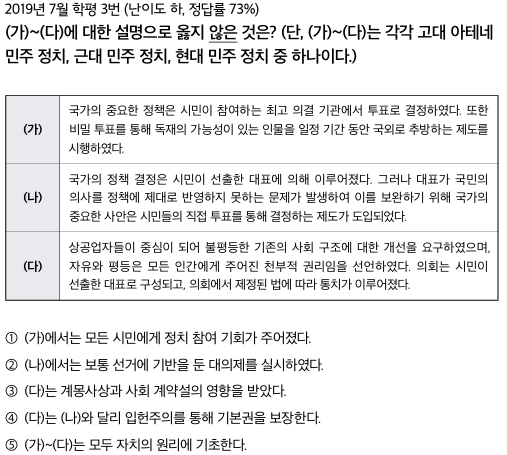 2019년 7월 학평 3번 (난이도 하, 정답률 73%)
(가)~(다)에 대한 설명으로 옳지 않은 것은? (단, (가)~(다)는 각각 고대 아테네
민주 정치, 근대 민주 정치, 현대 민주 정치 중 하나이다.)
(가)
국가의 중요한 정책은 시민이 참여하는 최고 의결 기관에서 투표로 결정하였다. 또한
비밀 투표를 통해 독재의 가능성이 있는 인물을 일정 기간 동안 국외로 추방하는 제도를
시행하였다.
(나)
국가의 정책 결정은 시민이 선출한 대표에 의해 이루어졌다. 그러나 대표가 국민의
의사를 정책에 제대로 반영하지 못하는 문제가 발생하여 이를 보완하기 위해 국가의
중요한 사안은 시민들의 직접 투표를 통해 결정하는 제도가 도입되었다.
(다)
상공업자들이 중심이 되어 불평등한 기존의 사회 구조에 대한 개선을 요구하였으며,
자유와 평등은 모든 인간에게 주어진 천부적 권리임을 선언하였다. 의회는 시민이
선출한 대표로 구성되고, 의회에서 제정된 법에 따라 통치가 이루어졌다.
① (가)에서는 모든 시민에게 정치 참여 기회가 주어졌다.
② (나)에서는 보통 선거에 기반을 둔 대의제를 실시하였다.
③ (다)는 계몽사상과 사회 계약설의 영향을 받았다.
④ (다)는 (나)와 달리 입헌주의를 통해 기본권을 보장한다.
⑤ (가)~(다)는 모두 자치의 원리에 기초한다.